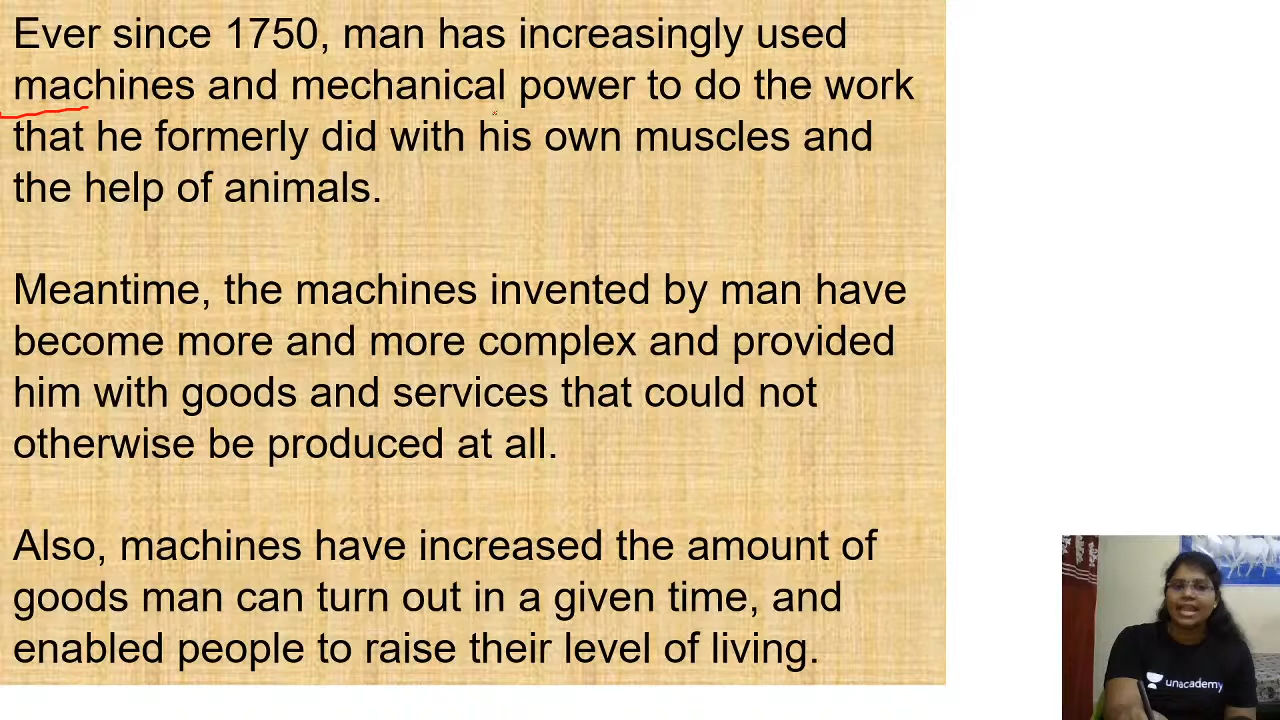 Ever since 1750, man has increasingly used
machines and mechanical power to do the work
that he formerly did with his own muscles and
the help of animals.
Meantime, the machines invented by man have
become more and more complex and provided
him with goods and services that could not
otherwise be produced at all.
Also, machines have increased the amount of
goods man can turn out in a given time, and
enabled people to raise their level of living.
unacademy